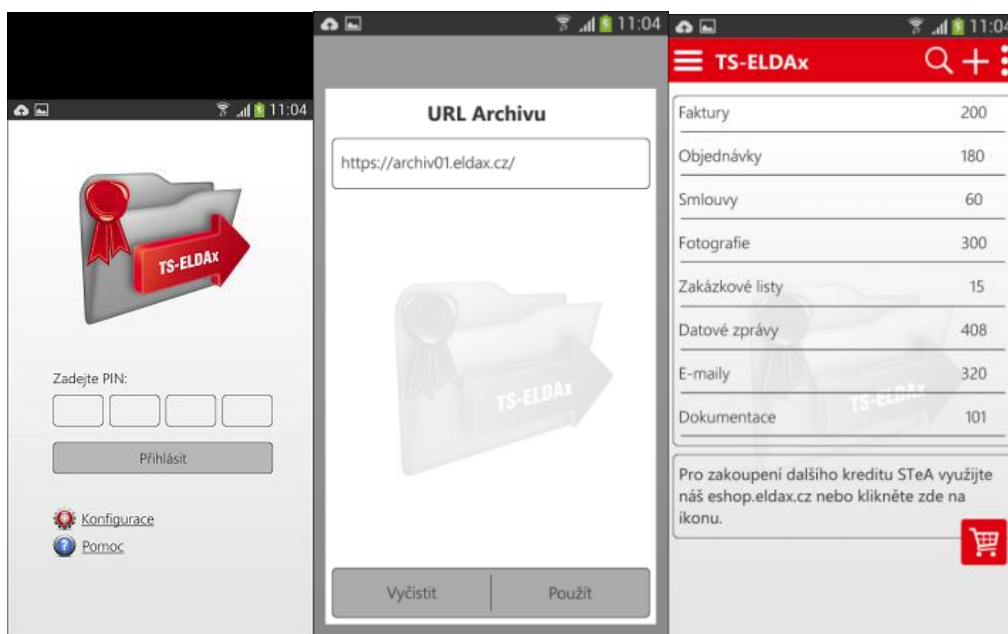 11:04
TS-ELDAx
Zadejte PIN:
Přihlásit
Konfigurace
Pomoc
11:04
URL Archivu
https://archiv01.eldax.cz/
TS-ELDAx
Vyčistit
Použít
11:04
TS-ELDAx
Faktury 200
Objednávky 180
Smlouvy 60
Fotografie 300
Zakázkové listy 15
Datové zprávy 408
E-maily 320
Dokumentace 101
TS-ELDAx
Pro zakoupení dalšího kreditu STeA využijte
náš eshop.eldax.cz nebo klikněte zde na
ikonu.